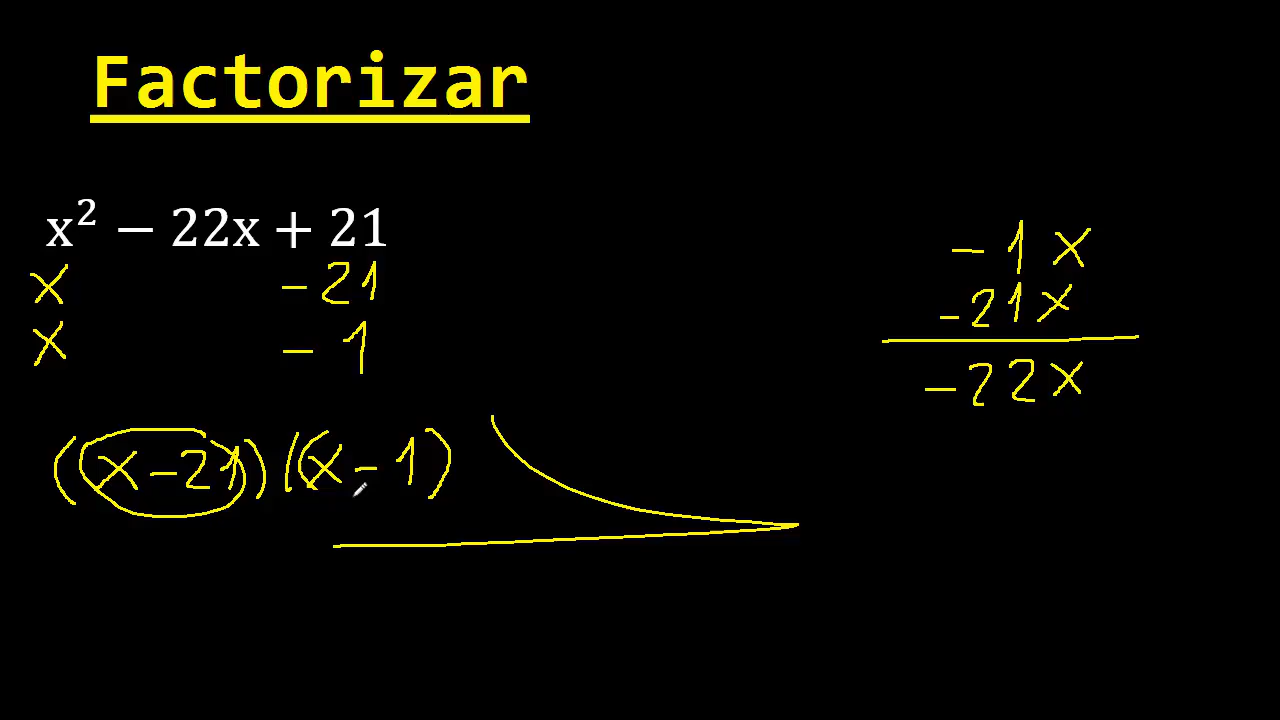 Factorizar
x² − 22x + 21
x −21
x −1
(x−21)(x−1)
−1x
−21x
−22x